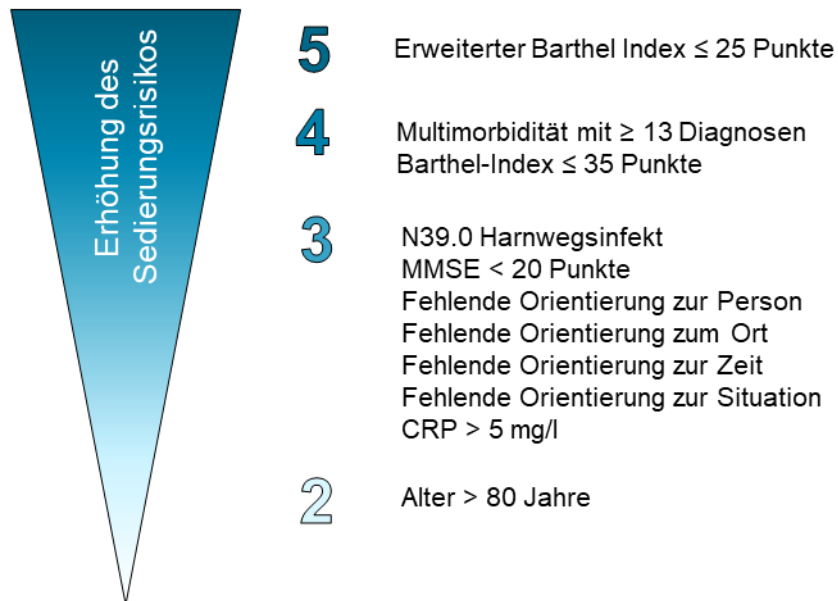 Erhöhung des
Sedierungsrisikos
5
Erweiterter Barthel Index ≤ 25 Punkte
4
Multimorbidität mit ≥ 13 Diagnosen
Barthel-Index ≤ 35 Punkte
3
N39.0 Harnwegsinfekt
MMSE < 20 Punkte
Fehlende Orientierung zur Person
Fehlende Orientierung zum Ort
Fehlende Orientierung zur Zeit
Fehlende Orientierung zur Situation
CRP > 5 mg/l
2
Alter > 80 Jahre